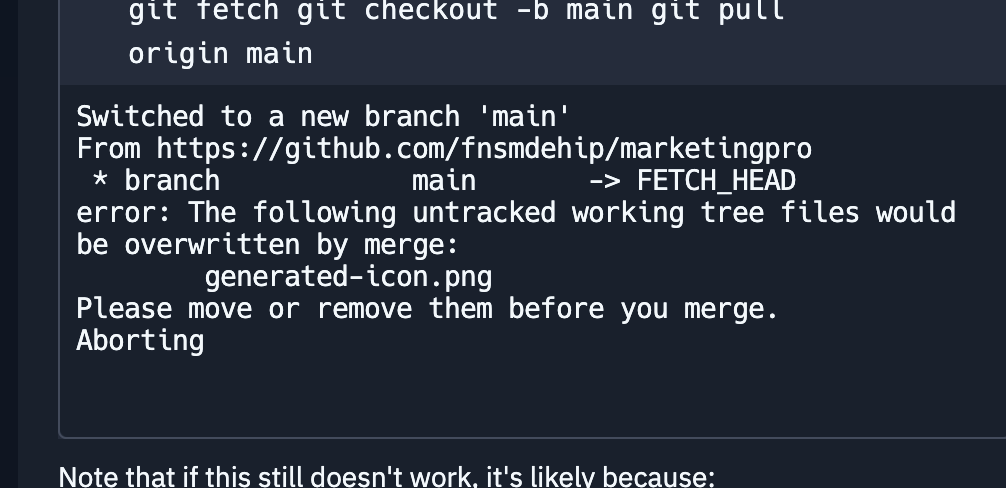 git fetch git checkout -b main git pull
origin main
Switched to a new branch 'main'
From https://github.com/fnsmdehip/marketingpro
 * branch            main       -> FETCH_HEAD
error: The following untracked working tree files would
be overwritten by merge:
        generated-icon.png
Please move or remove them before you merge.
Aborting
Note that if this still doesn't work, it's likely because: